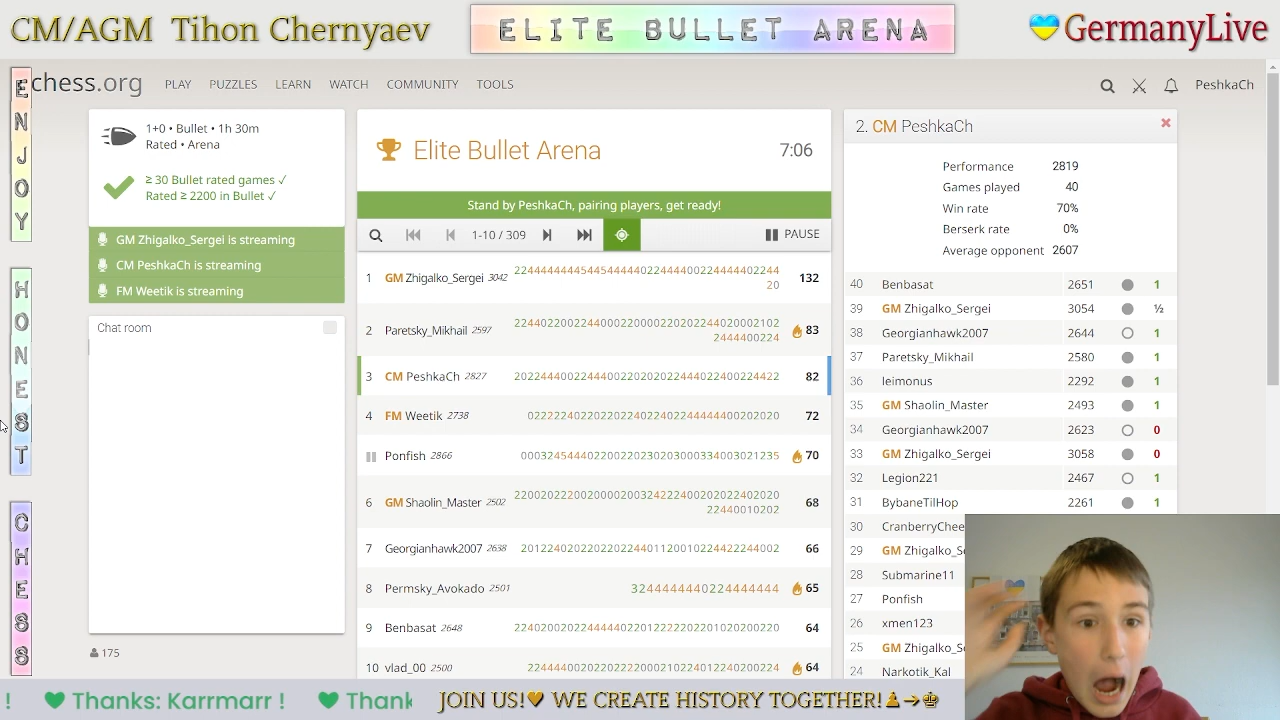 CM/AGM Tihon Chernyaev
ELITE BULLET ARENA
GermanyLive
ENJOY
HONEST
CHESS
chess.org
PLAY
PUZZLES
LEARN
WATCH
COMMUNITY
TOOLS
PeshkaCh
1+0 • Bullet • 1h 30m
Rated • Arena
≥ 30 Bullet rated games ✓
Rated ≥ 2200 in Bullet ✓
GM Zhigalko_Sergei is streaming
CM PeshkaCh is streaming
FM Weetik is streaming
Chat room
175
Elite Bullet Arena
7:06
Stand by PeshkaCh, pairing players, get ready!
1-10 / 309
PAUSE
1 GM Zhigalko_Sergei 3042 132
2 Paretsky_Mikhail 2597 83
3 CM PeshkaCh 2827 82
4 FM Weetik 2738 72
Ponfish 2866 70
6 GM Shaolin_Master 2502 68
7 Georgianhawk2007 2638 66
8 Permsky_Avokado 2501 65
9 Benbasat 2648 64
10 vlad_00 2500 64
2. CM PeshkaCh
Performance 2819
Games played 40
Win rate 70%
Berserk rate 0%
Average opponent 2607
40 Benbasat 2651 1
39 GM Zhigalko_Sergei 3054 ½
38 Georgianhawk2007 2644 1
37 Paretsky_Mikhail 2580 1
36 leimonus 2292 1
35 GM Shaolin_Master 2493 1
34 Georgianhawk2007 2623 0
33 GM Zhigalko_Sergei 3058 0
32 Legion221 2467 1
31 BybaneTilHop 2261 1
30 CranberryChee
29 GM Zhigalko_Se
28 Submarine11
27 Ponfish
26 xmen123
25 GM Zhigalko_Se
24 Narkotik_Kal
! Thanks: Karrmarr ! Thank
JOIN US! WE CREATE HISTORY TOGETHER!